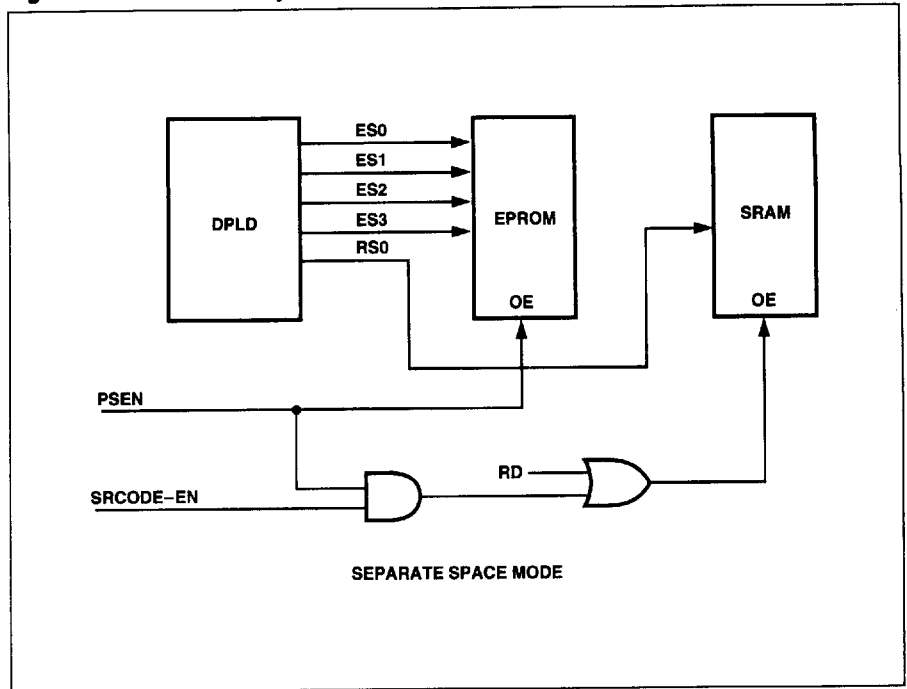 ES0
ES1
ES2
ES3
RS0
DPLD
EPROM
OE
SRAM
OE
PSEN
RD
SRCODE–EN
SEPARATE SPACE MODE